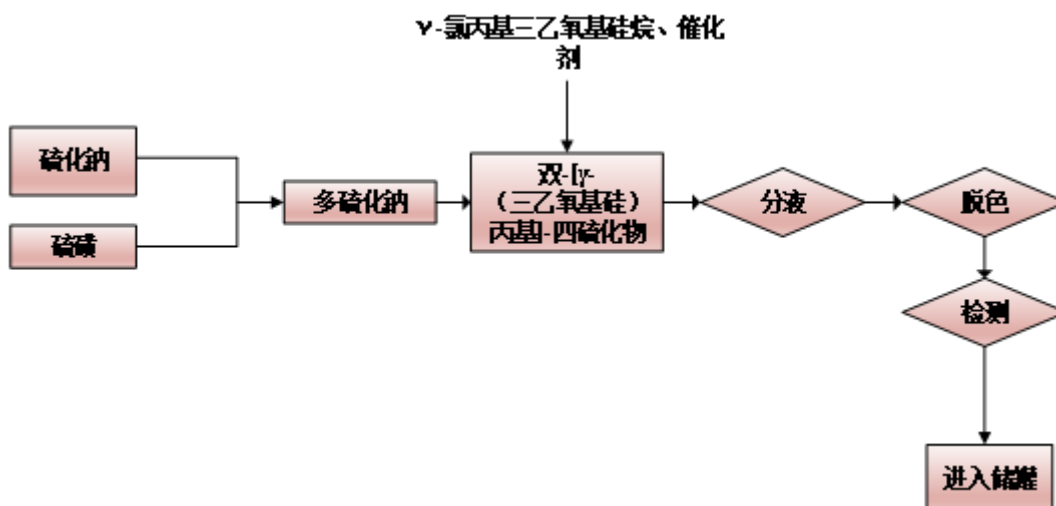 γ-氯丙基三乙氧基硅烷、催化
剂
硫化钠
硫磺
多硫化钠
双-[γ-
（三乙氧基硅）
丙基]-四硫化物
分液
脱色
检测
进入储罐